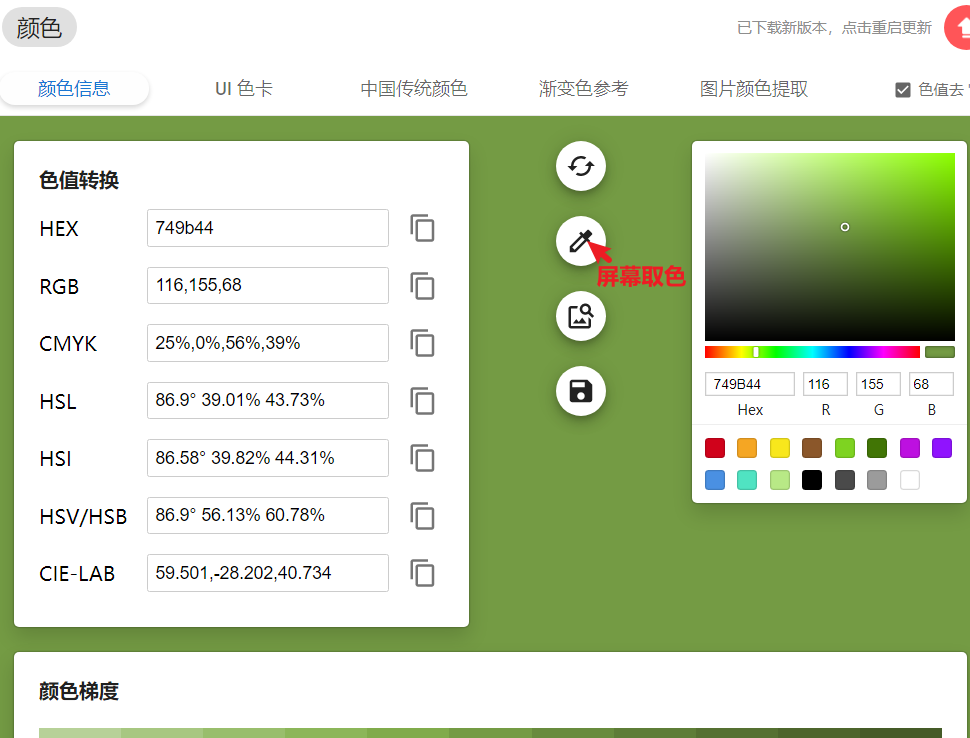 颜色
已下载新版本，点击重启更新
颜色信息
UI 色卡
中国传统颜色
渐变色参考
图片颜色提取
色值去 "
色值转换
HEX
749b44
RGB
116,155,68
CMYK
25%,0%,56%,39%
HSL
86.9° 39.01% 43.73%
HSI
86.58° 39.82% 44.31%
HSV/HSB
86.9° 56.13% 60.78%
CIE-LAB
59.501,-28.202,40.734
屏幕取色
749B44
116
155
68
Hex
R
G
B
颜色梯度